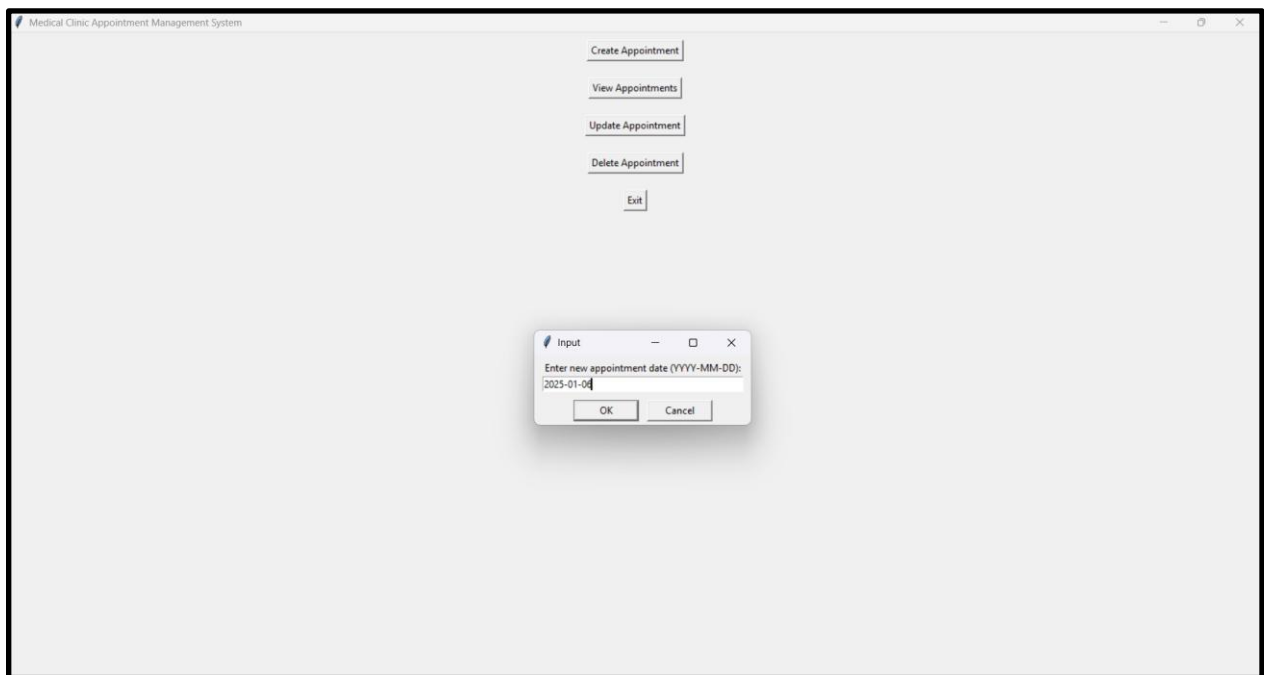 Medical Clinic Appointment Management System
Create Appointment
View Appointments
Update Appointment
Delete Appointment
Exit
Input
Enter new appointment date (YYYY-MM-DD):
2025-01-06
OK Cancel